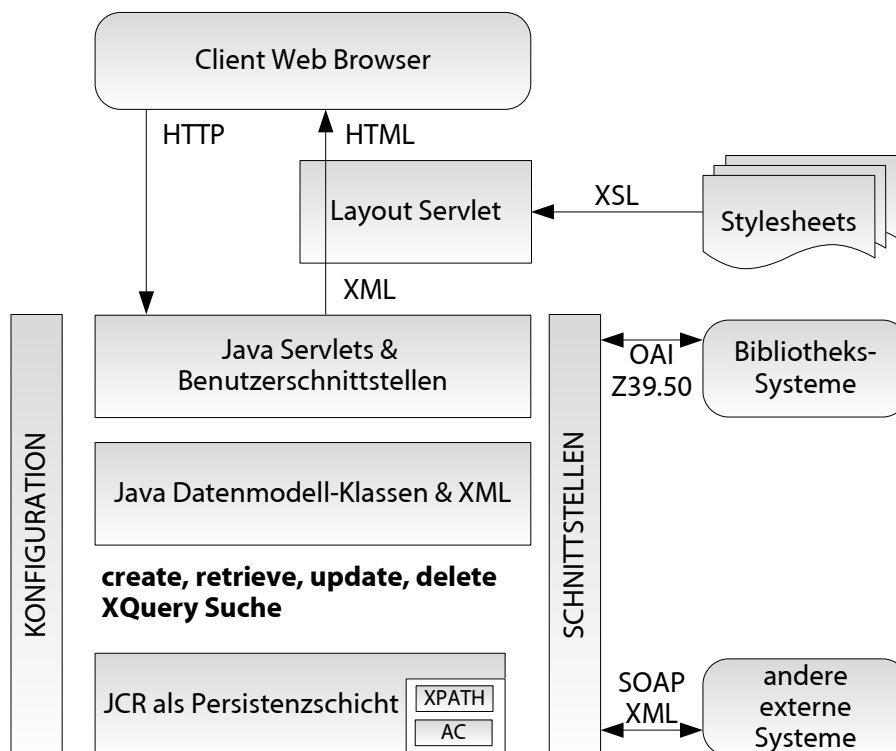 Client Web Browser
HTTP
HTML
Layout Servlet
XSL
Stylesheets
XML
KONFIGURATION
Java Servlets &
Benutzerschnittstellen
SCHNITTSTELLEN
OAI
Z39.50
Bibliotheks-
Systeme
Java Datenmodell-Klassen & XML
create, retrieve, update, delete
XQuery Suche
JCR als Persistenzschicht
XPATH
AC
SOAP
XML
andere
externe
Systeme